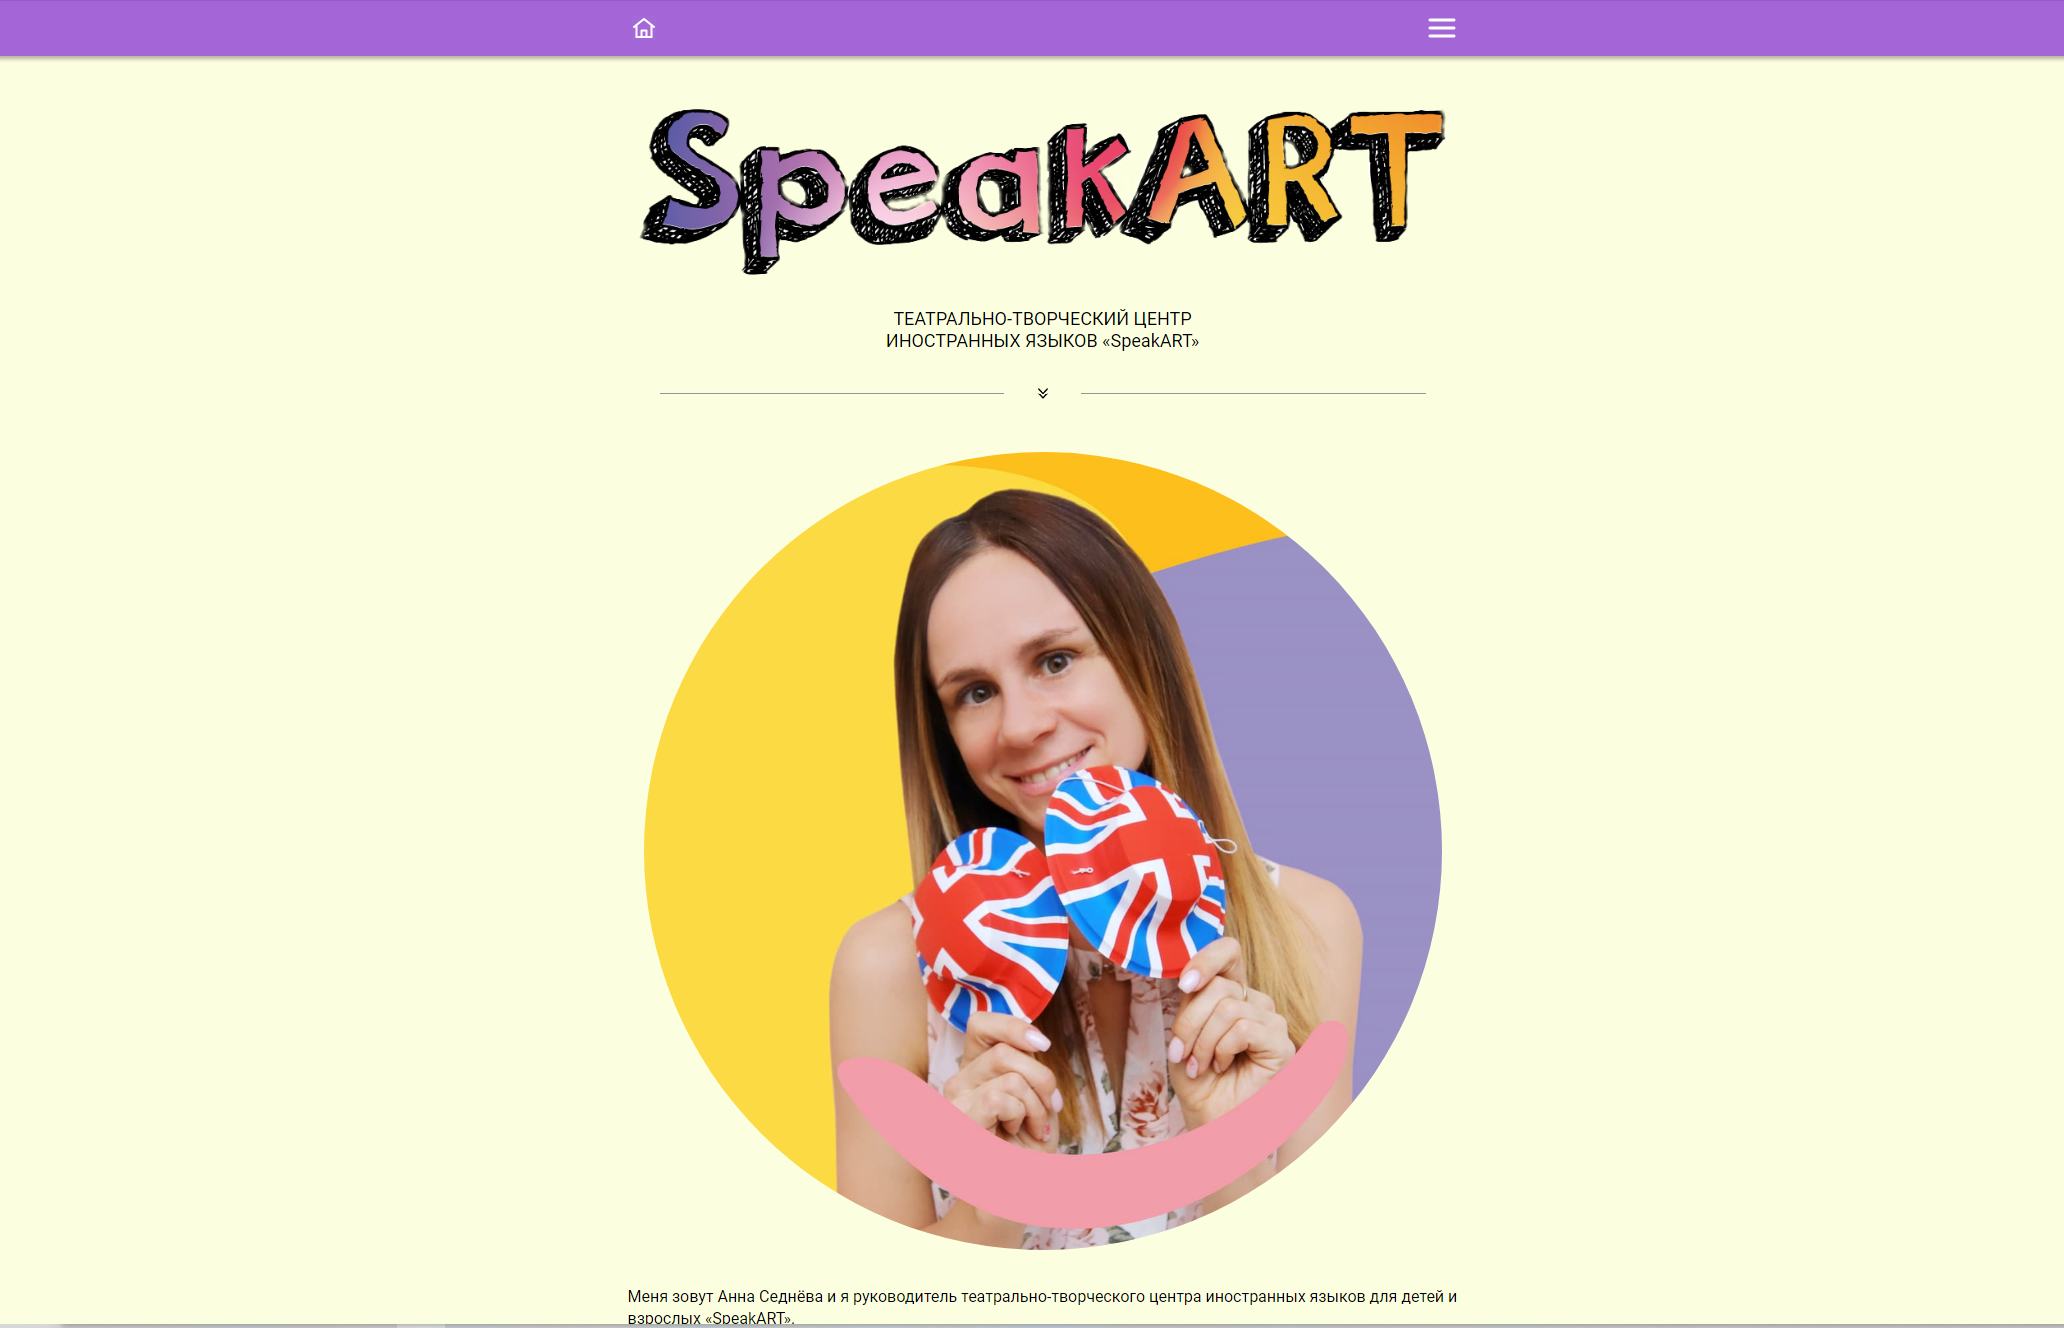 SpeakART
ТЕАТРАЛЬНО-ТВОРЧЕСКИЙ ЦЕНТР
ИНОСТРАННЫХ ЯЗЫКОВ «SpeakART»
Меня зовут Анна Седнёва и я руководитель театрально-творческого центра иностранных языков для детей и
взрослых «SpeakART».